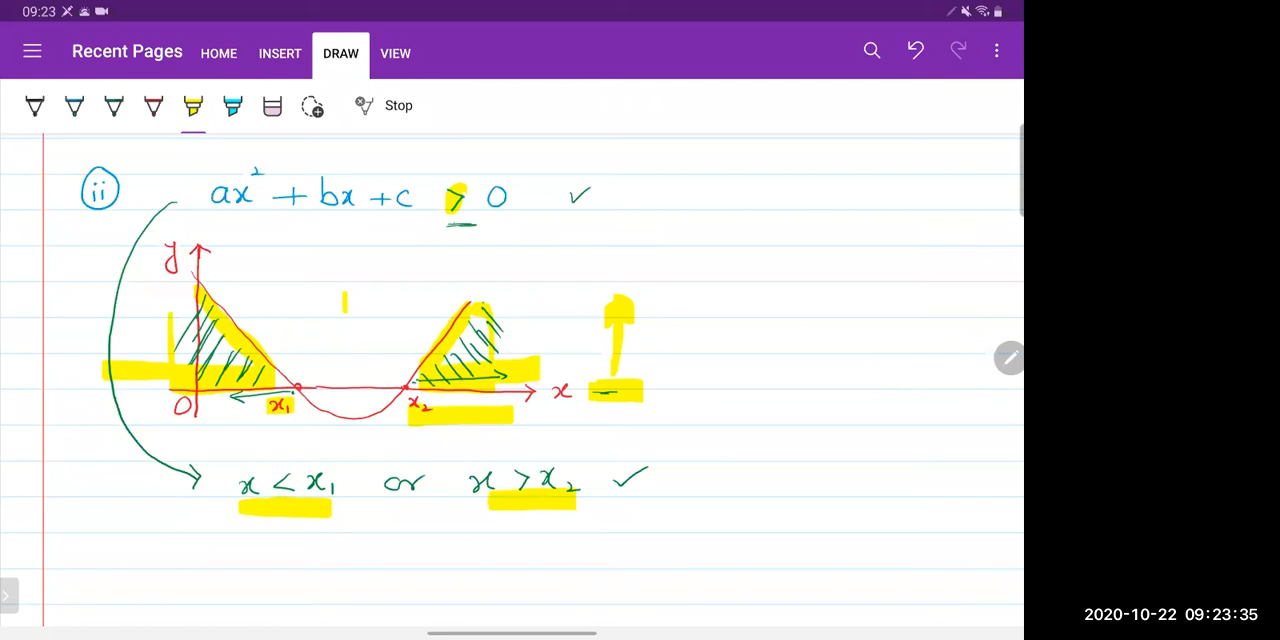 09:23
Recent Pages HOME INSERT DRAW VIEW
Stop
(ii) ax² + bx + c > 0 ✓
y
O x₁ x₂ x
x < x₁ or x > x₂ ✓
2020-10-22 09:23:35